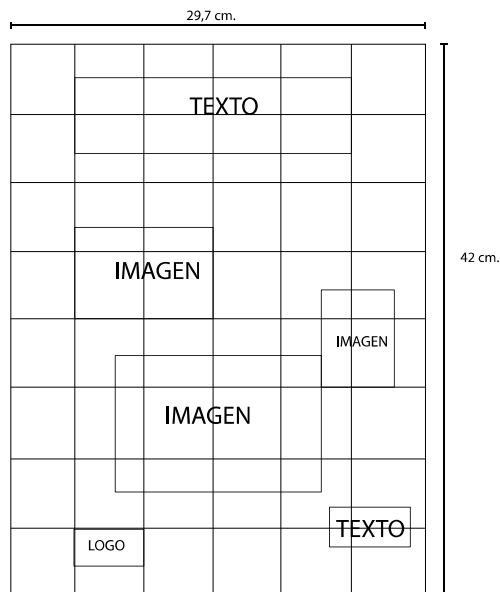 29,7 cm.
TEXTO
42 cm.
IMAGEN
IMAGEN
IMAGEN
TEXTO
LOGO